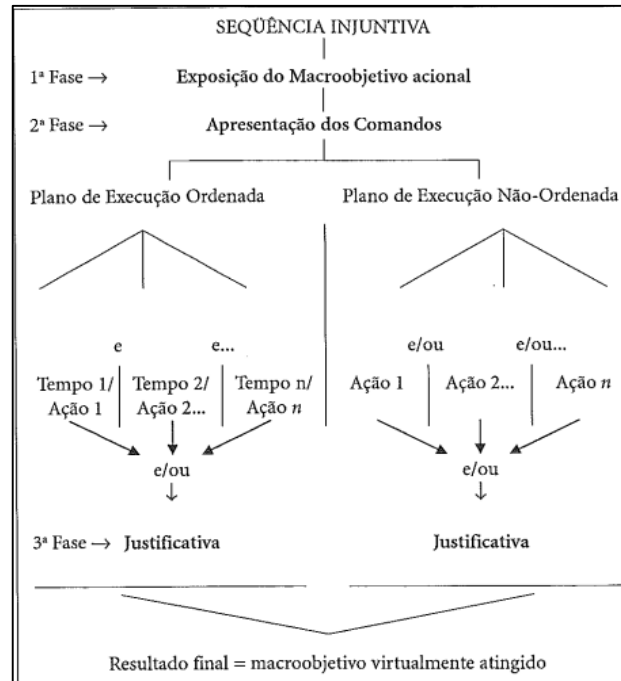 SEQÜÊNCIA INJUNTIVA
1ª Fase → Exposição do Macroobjetivo acional
2ª Fase → Apresentação dos Comandos
Plano de Execução Ordenada
Plano de Execução Não-Ordenada
e e...
e/ou e/ou...
Tempo 1/ Tempo 2/ Tempo n/
Ação 1 Ação 2... Ação n
Ação 1 Ação 2... Ação n
e/ou
e/ou
3ª Fase → Justificativa
Justificativa
Resultado final = macroobjetivo virtualmente atingido